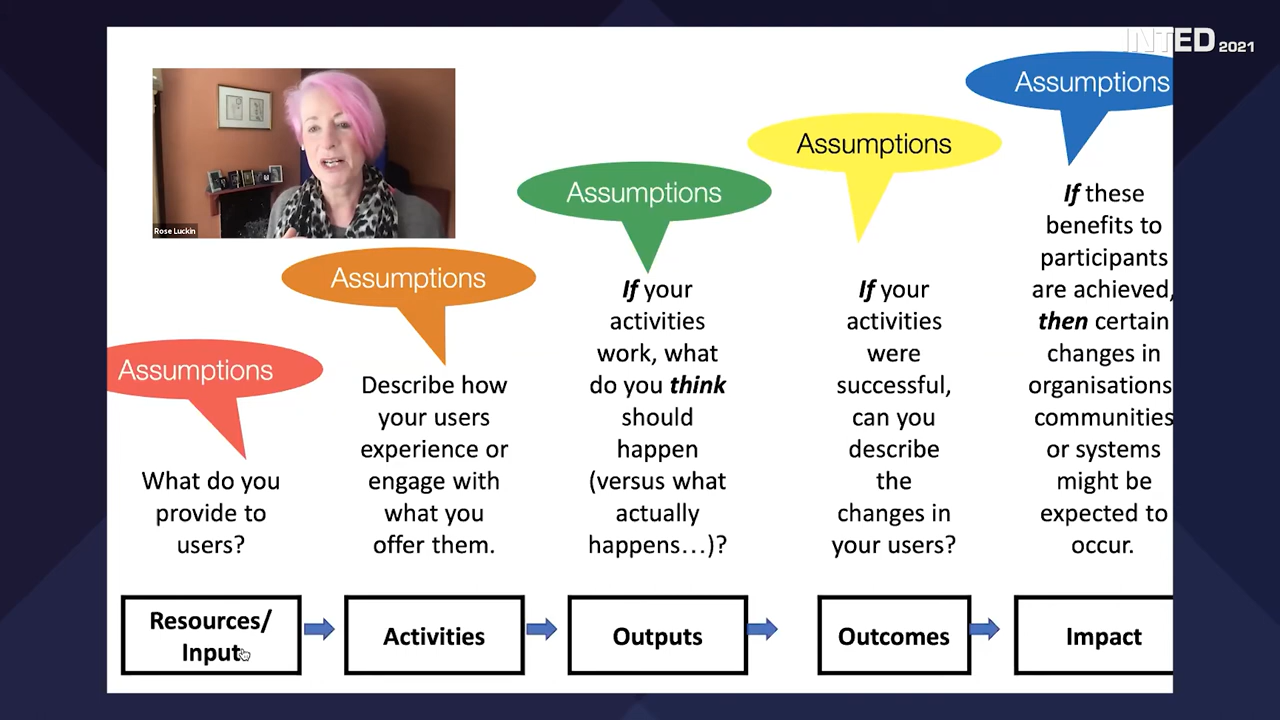 INTED 2021
Rose Luckin
Assumptions
What do you
provide to
users?
Resources/
Input
Assumptions
Describe how
your users
experience or
engage with
what you
offer them.
Activities
Assumptions
If your
activities
work, what
do you think
should
happen
(versus what
actually
happens…)?
Outputs
Assumptions
If your
activities
were
successful,
can you
describe
the
changes in
your users?
Outcomes
Assumptions
If these
benefits to
participants
are achieved,
then certain
changes in
organisations
communities
or systems
might be
expected to
occur.
Impact